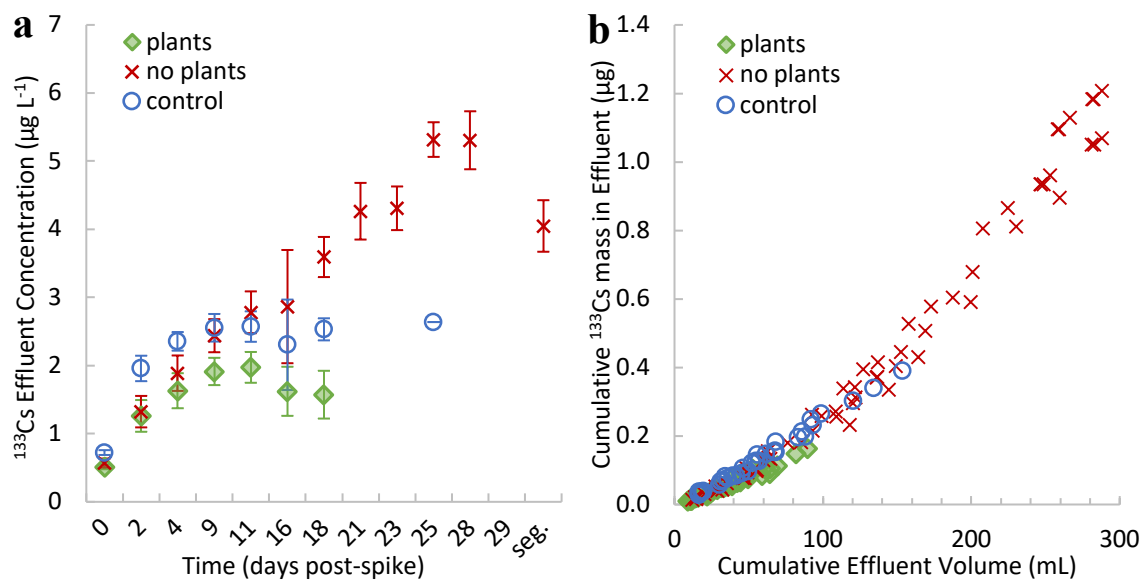 a
7
6
5
4
3
2
1
0
¹³³Cs Effluent Concentration (µg L⁻¹)
plants
no plants
control
0
2
4
9
11
16
18
21
23
25
28
29
seg.
Time (days post-spike)
b
1.4
1.2
1.0
0.8
0.6
0.4
0.2
0.0
Cumulative ¹³³Cs mass in Effluent (µg)
plants
no plants
control
0
100
200
300
Cumulative Effluent Volume (mL)